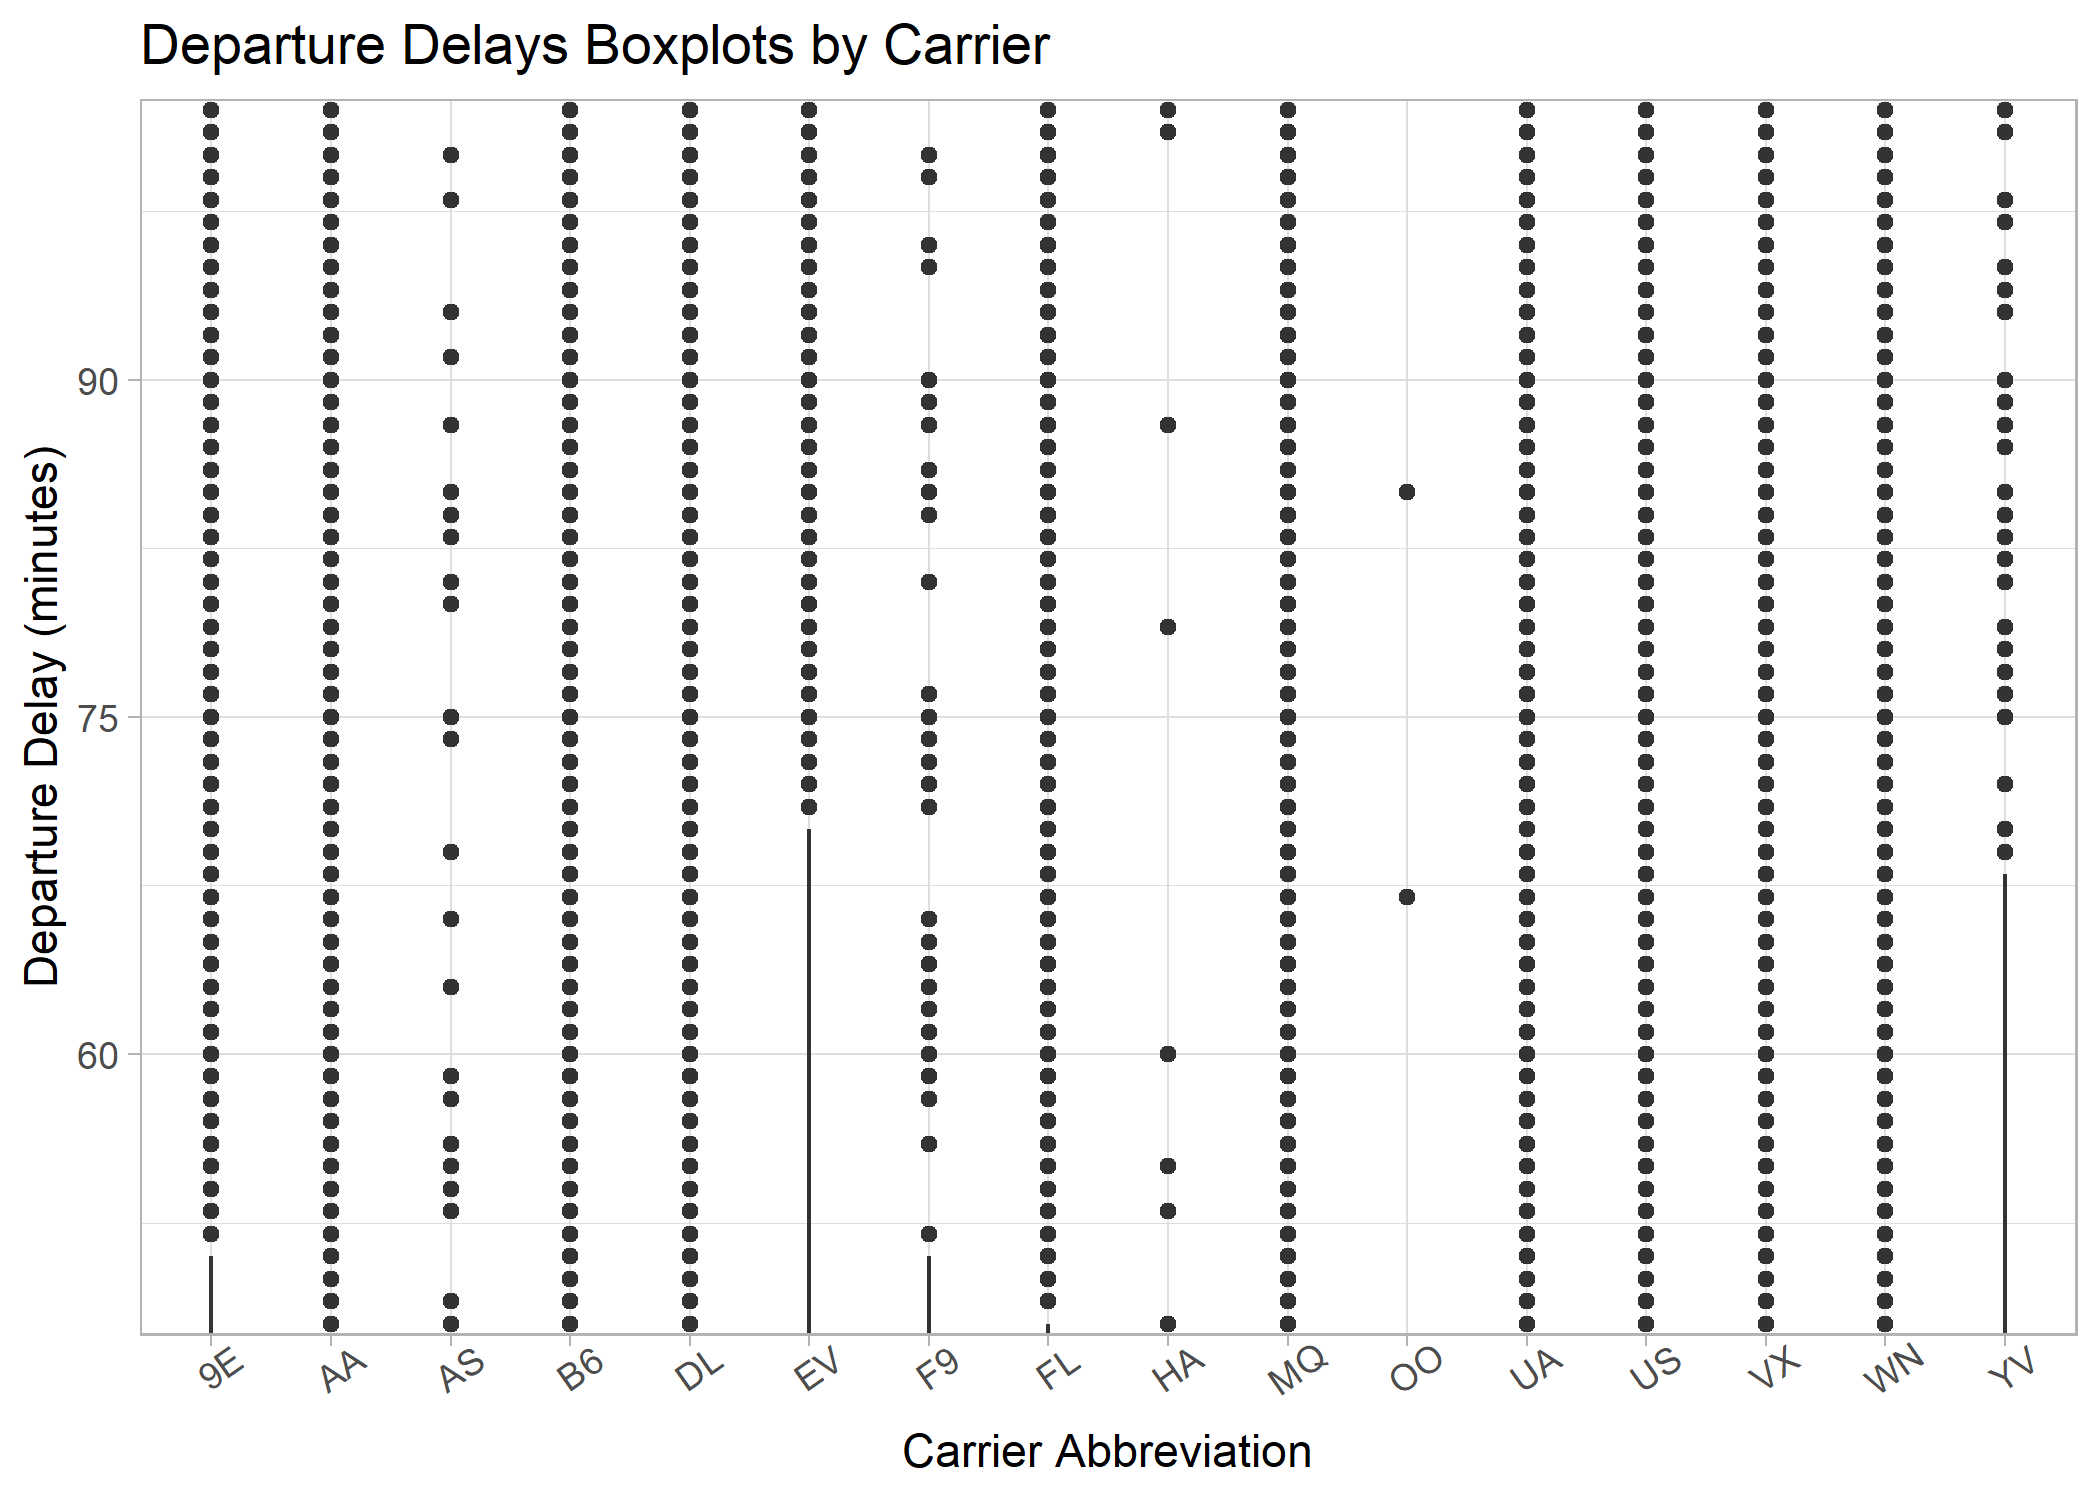 Departure Delays Boxplots by Carrier
Departure Delay (minutes)
90
75
60
9E AA AS B6 DL EV F9 FL HA MQ OO UA US VX WN YV
Carrier Abbreviation